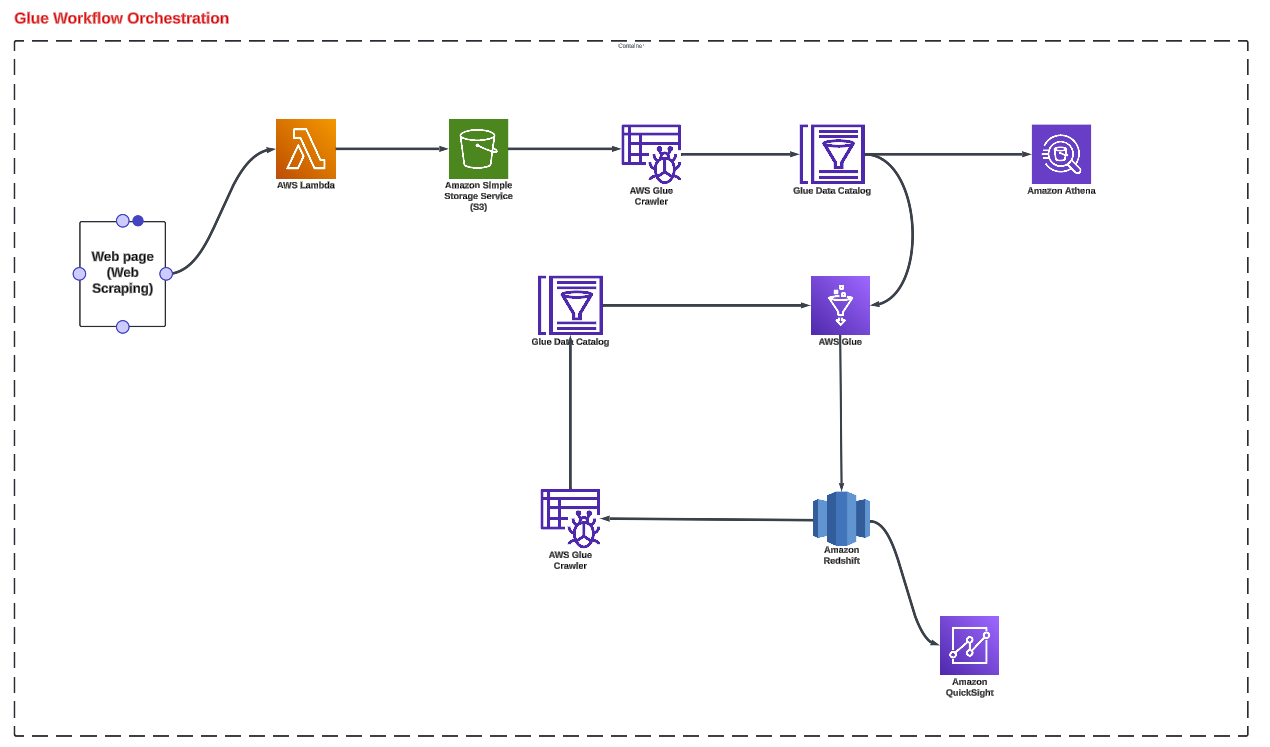 Glue Workflow Orchestration
Container
AWS Lambda
Amazon Simple
Storage Service
(S3)
AWS Glue
Crawler
Glue Data Catalog
Amazon Athena
Web page
(Web
Scraping)
Glue Data Catalog
AWS Glue
AWS Glue
Crawler
Amazon
Redshift
Amazon
QuickSight